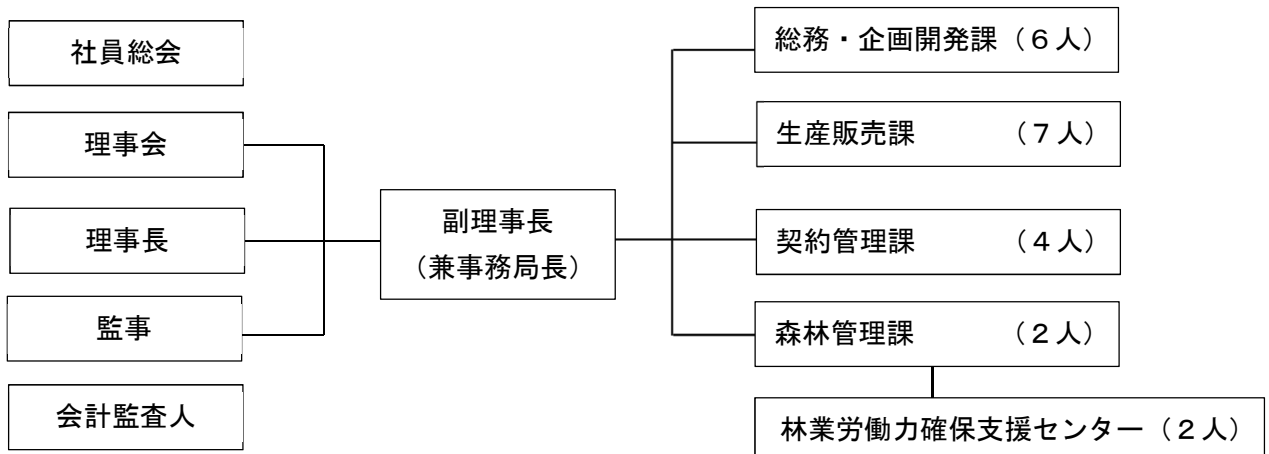 社員総会
理事会
理事長
監事
会計監査人
副理事長
（兼事務局長）
総務・企画開発課（６人）
生産販売課　　　（７人）
契約管理課　　　（４人）
森林管理課　　　（２人）
林業労働力確保支援センター（２人）